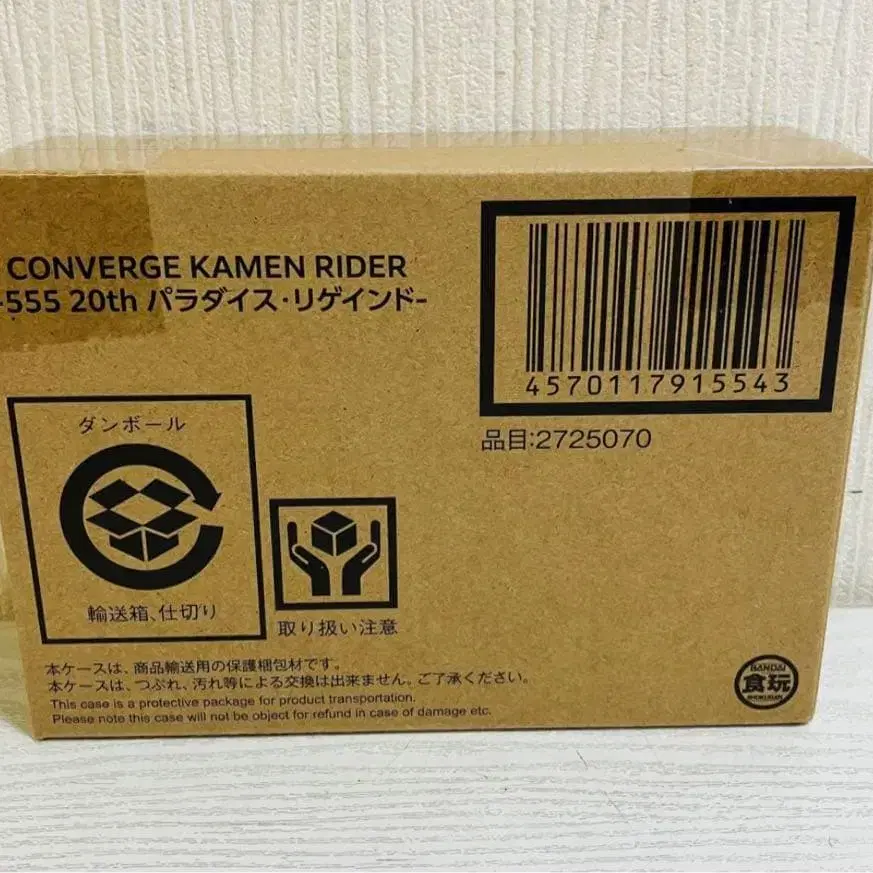 CONVERGE KAMEN RIDER
-555 20th パラダイス・リゲインド-
4570117915543
品目:2725070
ダンボール
輸送箱、仕切り
取り扱い注意
本ケースは、商品輸送用の保護梱包材です。
本ケースは、つぶれ、汚れ等による交換は出来ません。ご了承ください。
This case is a protective package for product transportation.
Please note this case will not be object for refund in case of damage etc.
BANDAI
食玩
SHOKUGAN